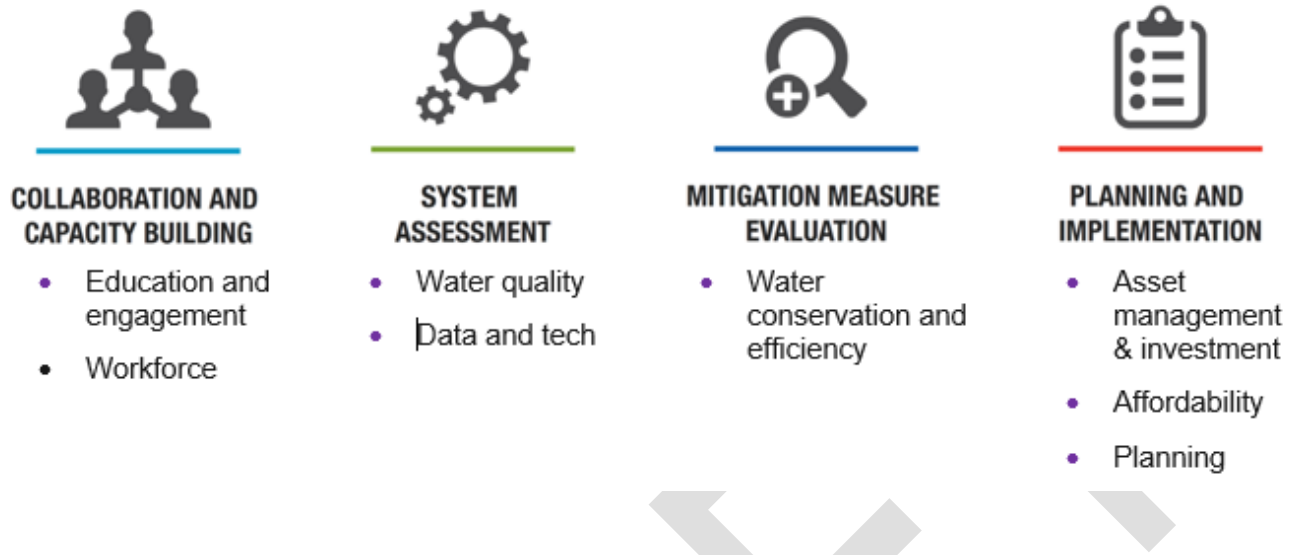 COLLABORATION AND
CAPACITY BUILDING
• Education and
engagement
• Workforce
SYSTEM
ASSESSMENT
• Water quality
• Data and tech
MITIGATION MEASURE
EVALUATION
• Water
conservation and
efficiency
PLANNING AND
IMPLEMENTATION
• Asset
management
& investment
• Affordability
• Planning